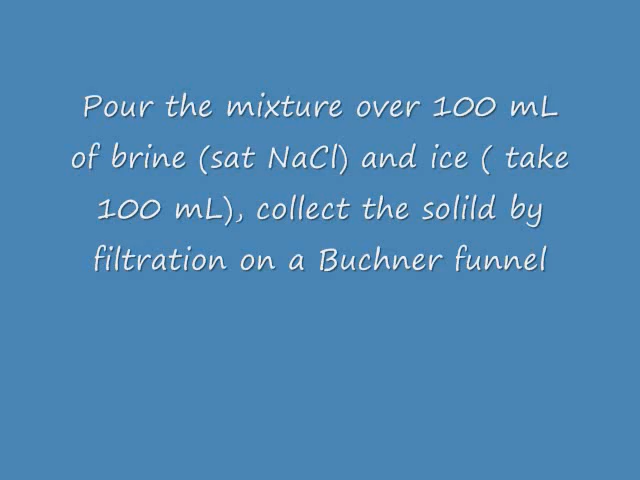 Pour the mixture over 100 mL
of brine (sat NaCl) and ice ( take
100 mL), collect the solild by
filtration on a Buchner funnel